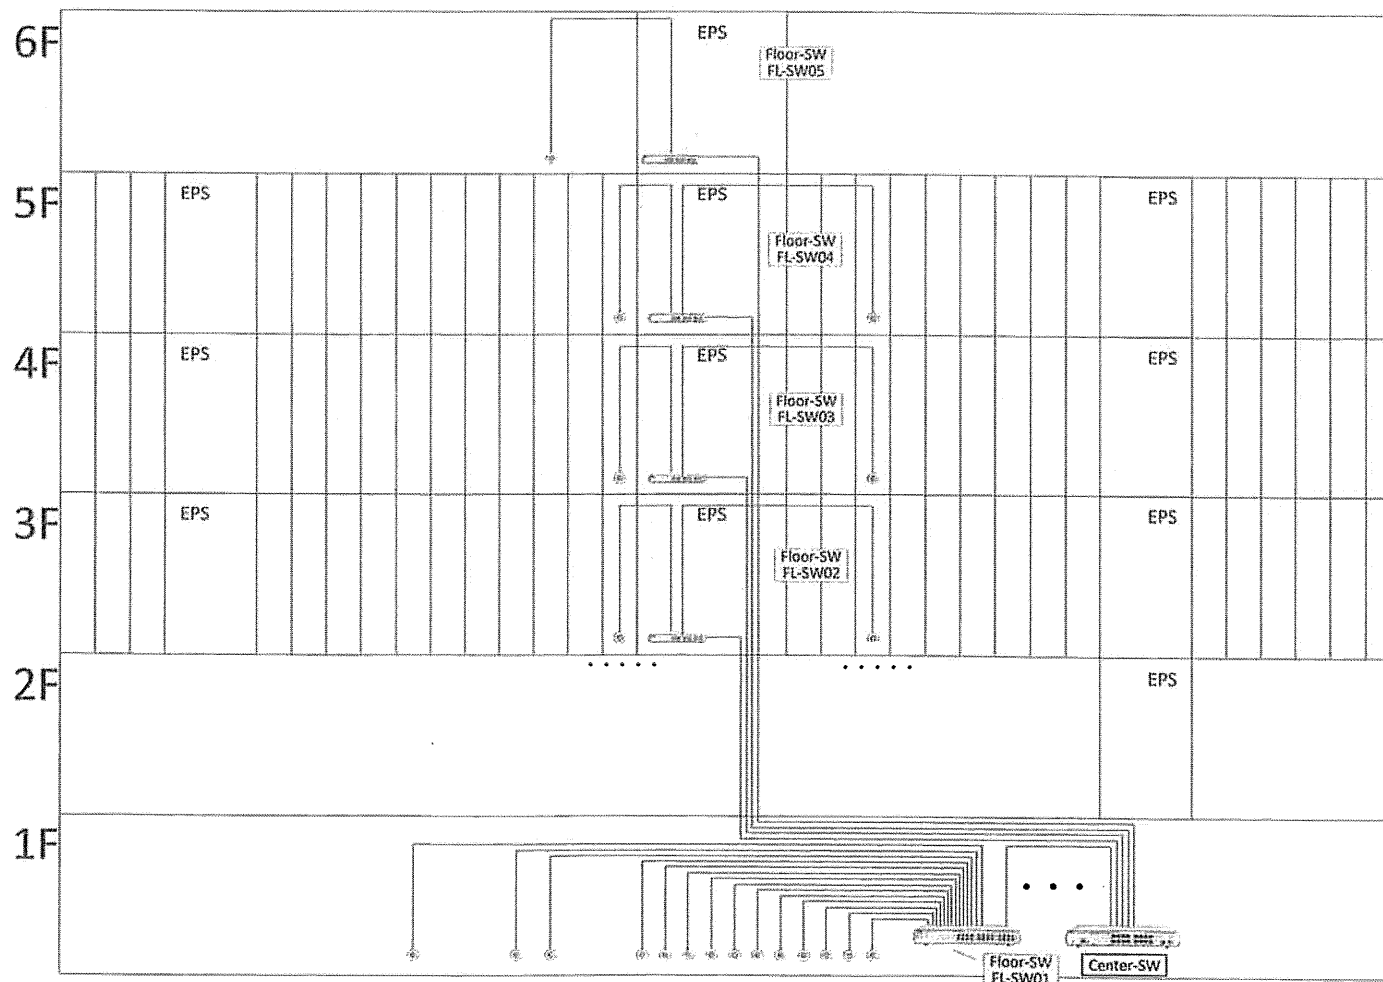 6F
EPS
Floor-SW
FL-SW05
5F
EPS
EPS
EPS
Floor-SW
FL-SW04
4F
EPS
EPS
EPS
Floor-SW
FL-SW03
3F
EPS
EPS
EPS
Floor-SW
FL-SW02
2F
EPS
1F
Floor-SW
FL-SW01
Center-SW